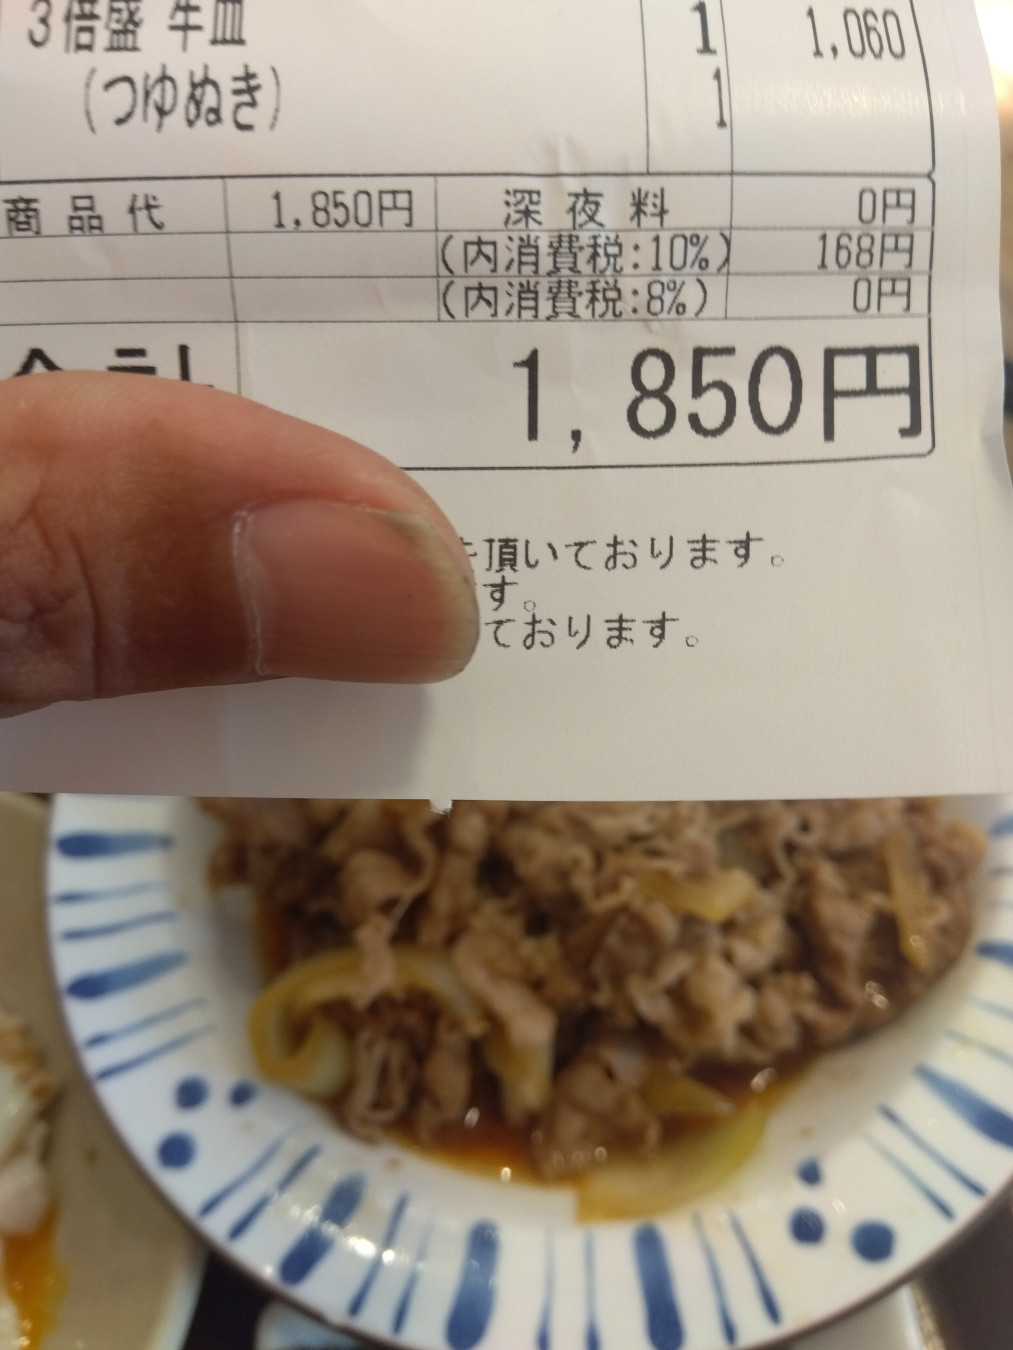 3倍盛 牛皿 1 1,060
(つゆぬき) 1
商品代 1,850円 深夜料 0円
(内消費税:10%) 168円
(内消費税:8%) 0円
合計 1,850円
頂いております。
す。
ております。